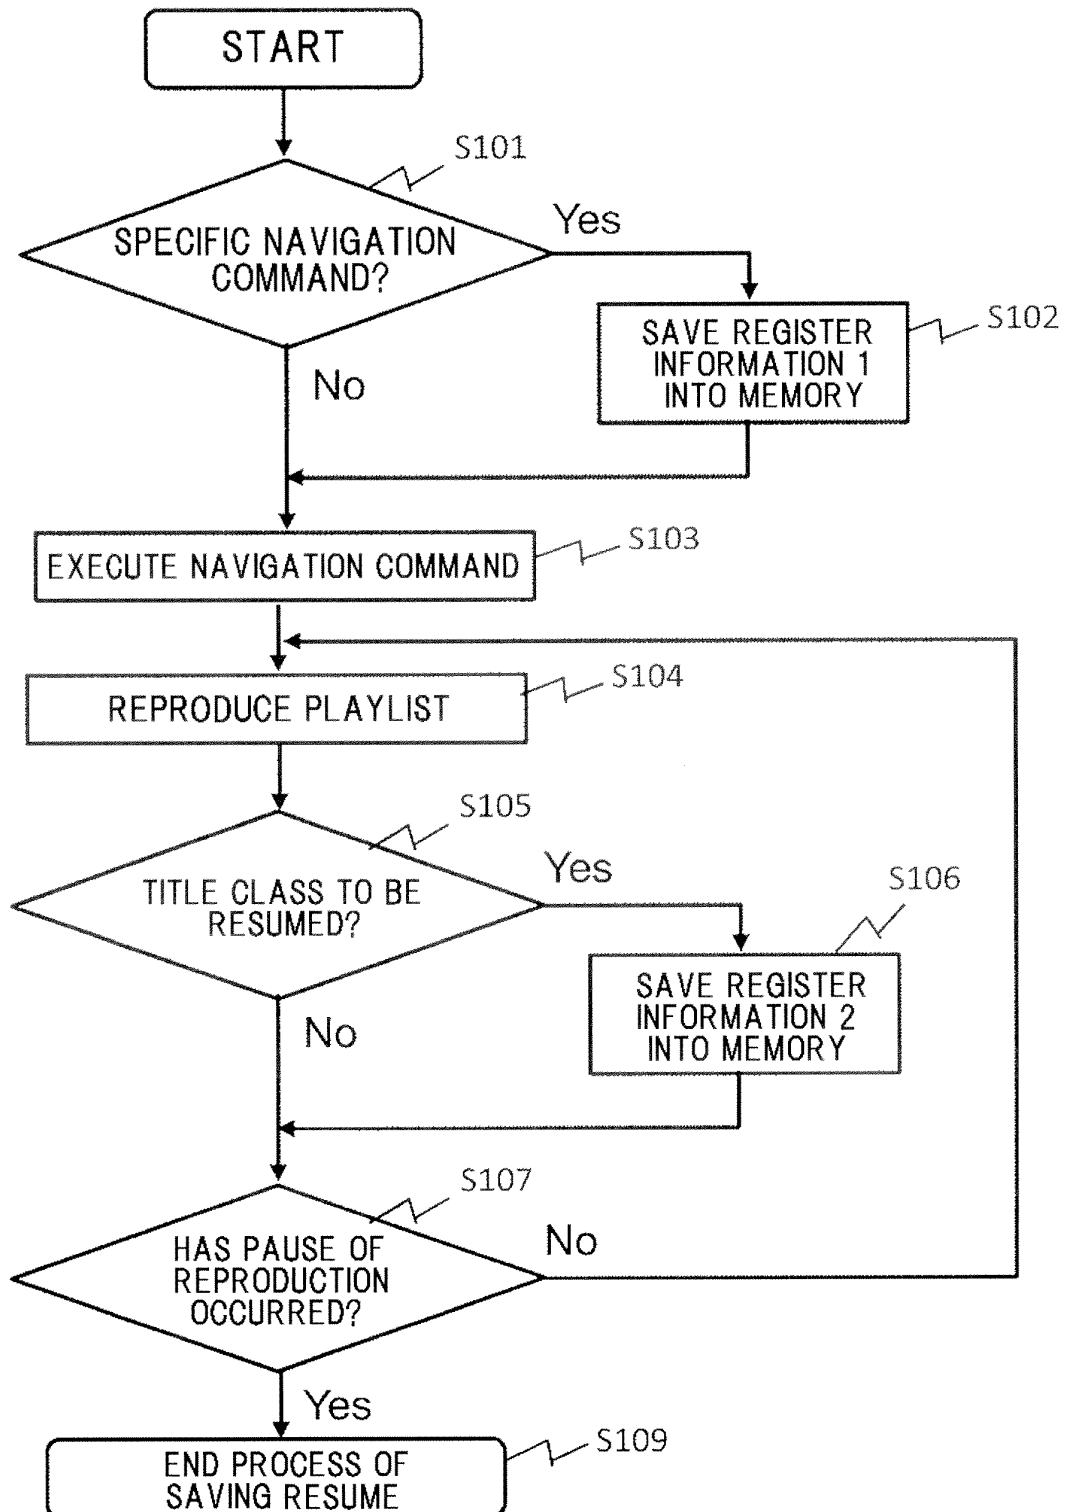 START
S101
SPECIFIC NAVIGATION
COMMAND?
Yes
SAVE REGISTER
INFORMATION 1
INTO MEMORY
S102
No
EXECUTE NAVIGATION COMMAND
S103
REPRODUCE PLAYLIST
S104
S105
TITLE CLASS TO BE
RESUMED?
Yes
S106
SAVE REGISTER
INFORMATION 2
INTO MEMORY
No
S107
HAS PAUSE OF
REPRODUCTION
OCCURRED?
No
Yes
S109
END PROCESS OF
SAVING RESUME